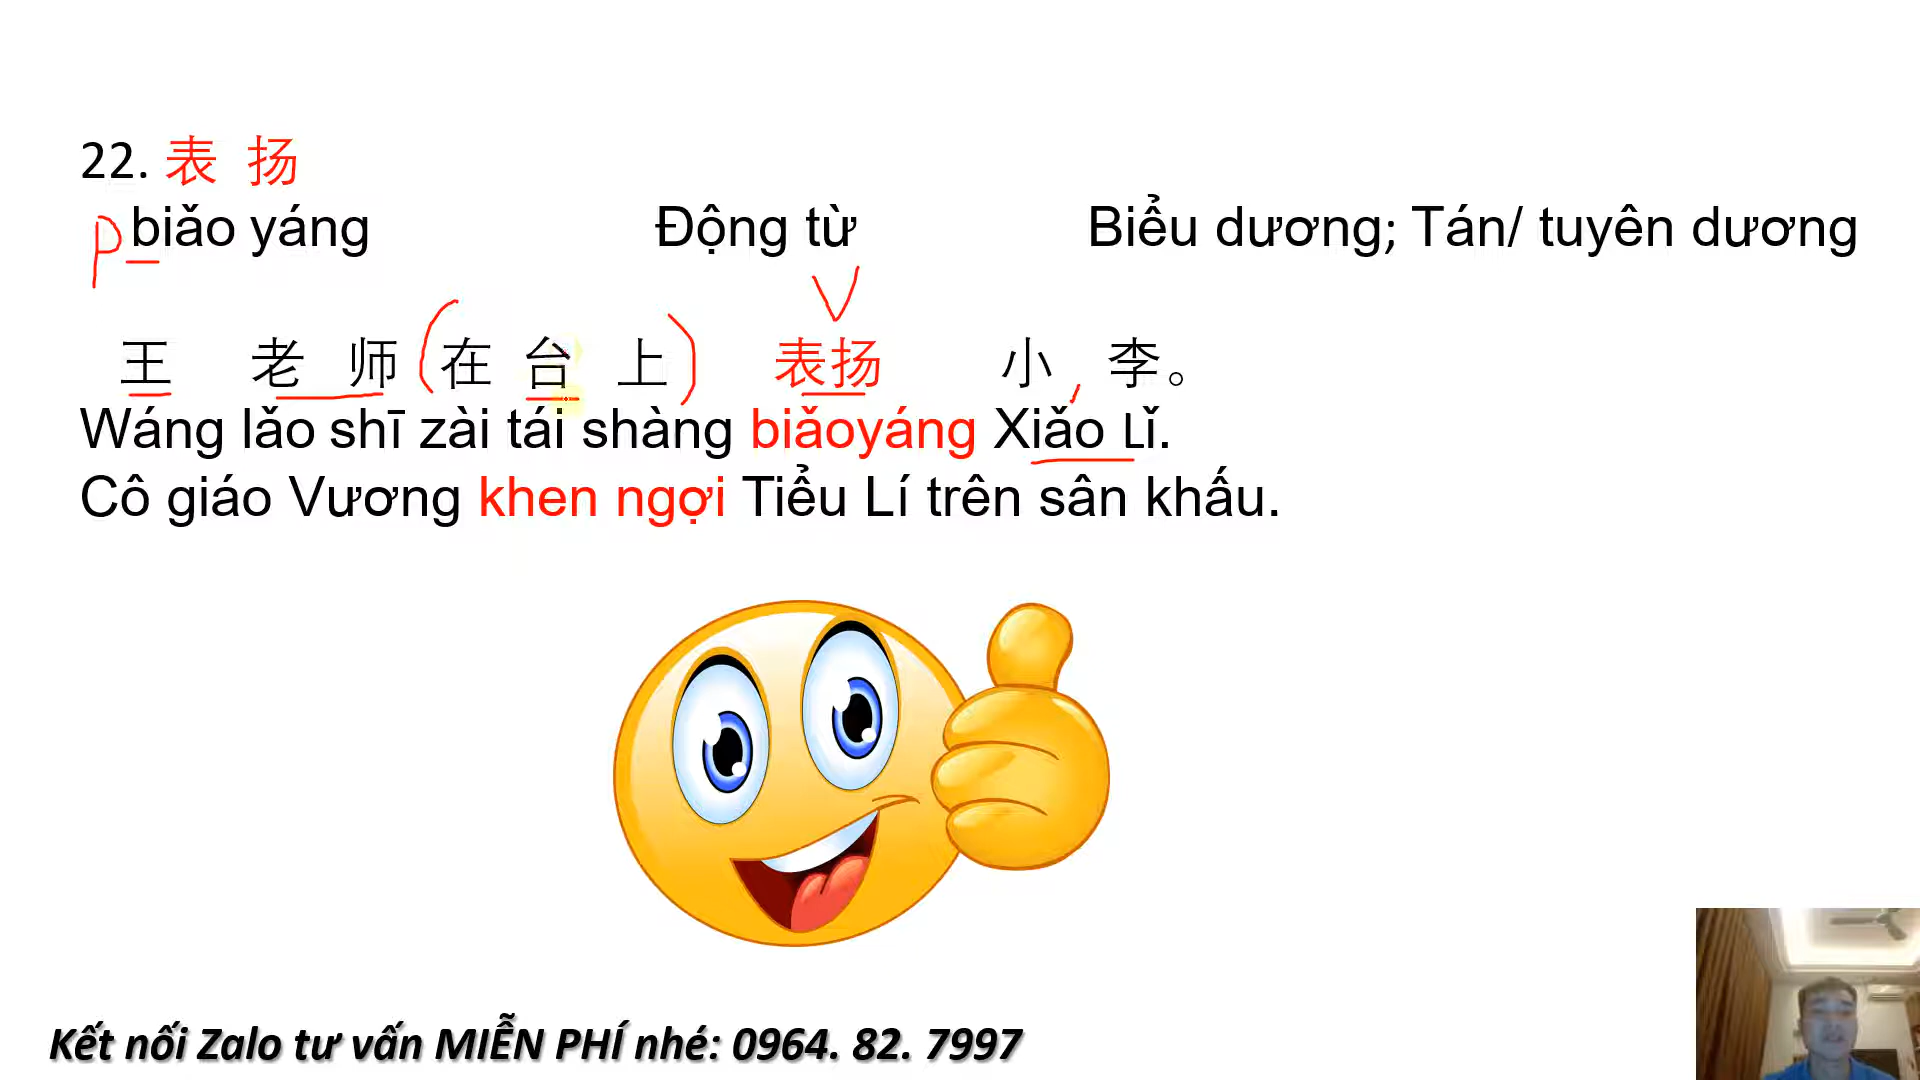 22. 表 扬
p biǎo yáng Động từ Biểu dương; Tán/ tuyên dương
V
王 老 师 (在 台 上) 表扬 小 李。
Wáng lǎo shī zài tái shàng biǎoyáng Xiǎo Lǐ.
Cô giáo Vương khen ngợi Tiểu Lí trên sân khấu.
Kết nối Zalo tư vấn MIỄN PHÍ nhé: 0964. 82. 7997